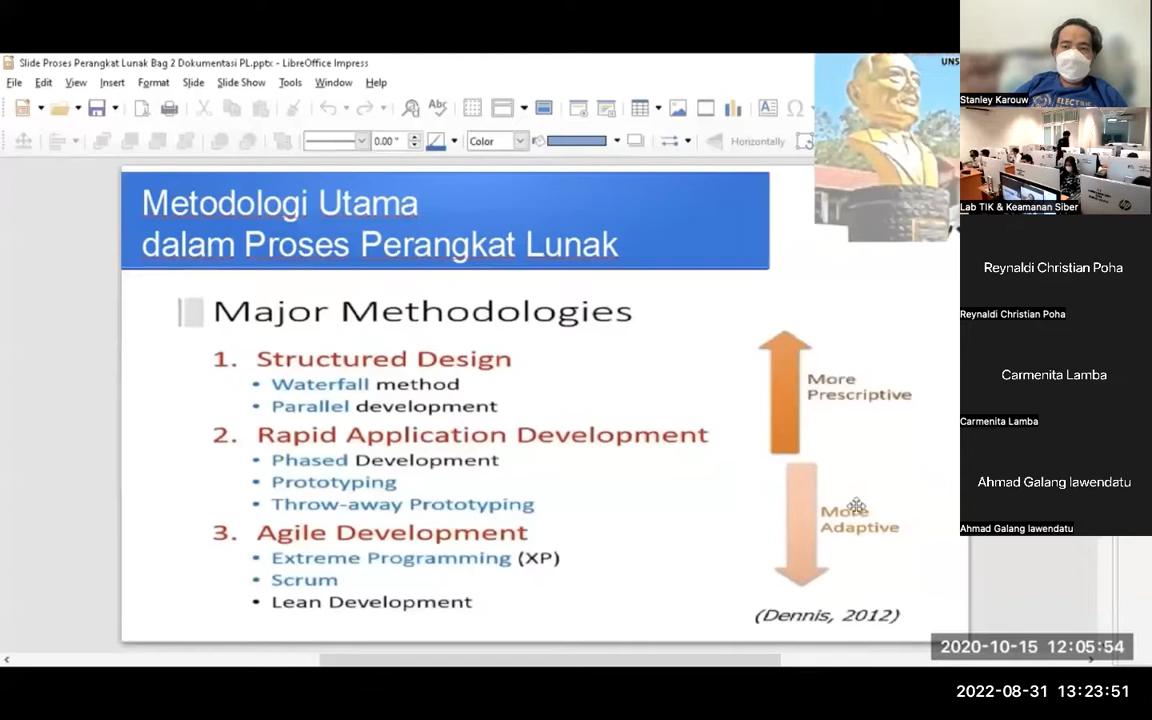 Slide Proses Perangkat Lunak Bag 2 Dokumentasi PL.pptx - LibreOffice Impress
File Edit View Insert Format Slide Slide Show Tools Window Help
Abc
0.00"
Color
Horizontally
UNS
Metodologi Utama
dalam Proses Perangkat Lunak
Major Methodologies
1. Structured Design
• Waterfall method
• Parallel development
2. Rapid Application Development
• Phased Development
• Prototyping
• Throw-away Prototyping
3. Agile Development
• Extreme Programming (XP)
• Scrum
• Lean Development
More
Prescriptive
More
Adaptive
(Dennis, 2012)
Stanley Karouw
ELECTRIC
Lab TIK & Keamanan Siber
hp
Reynaldi Christian Poha
Reynaldi Christian Poha
Carmenita Lamba
Carmenita Lamba
Ahmad Galang lawendatu
Ahmad Galang lawendatu
2020-10-15 12:05:54
2022-08-31 13:23:51